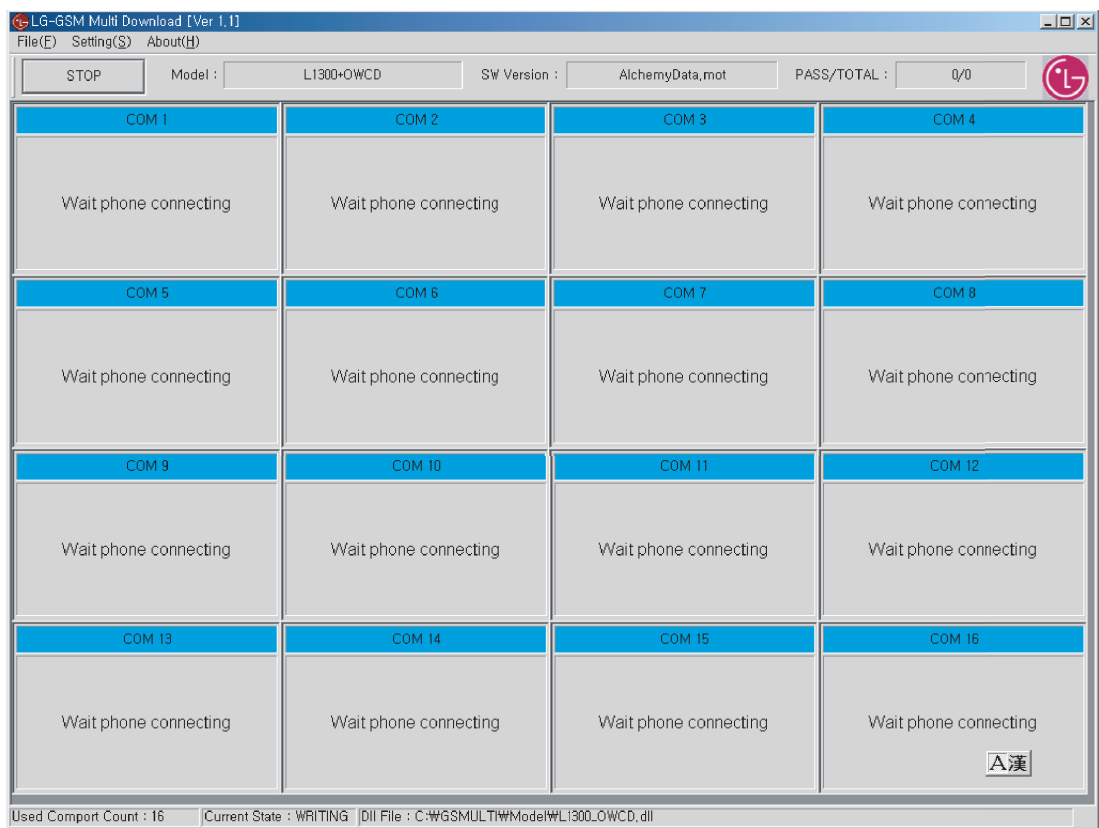 LG-GSM Multi Download [Ver 1,1]
File(F) Setting(S) About(H)
STOP Model : L1300+OWCD SW Version : AlchemyData,mot PASS/TOTAL : 0/0
COM 1 COM 2 COM 3 COM 4
Wait phone connecting Wait phone connecting Wait phone connecting Wait phone connecting
COM 5 COM 6 COM 7 COM 8
Wait phone connecting Wait phone connecting Wait phone connecting Wait phone connecting
COM 9 COM 10 COM 11 COM 12
Wait phone connecting Wait phone connecting Wait phone connecting Wait phone connecting
COM 13 COM 14 COM 15 COM 16
Wait phone connecting Wait phone connecting Wait phone connecting Wait phone connecting
A漢
Used Comport Count : 16 Current State : WRITING Dll File : C:₩GSMULTI₩Model₩L1300_OWCD,dll